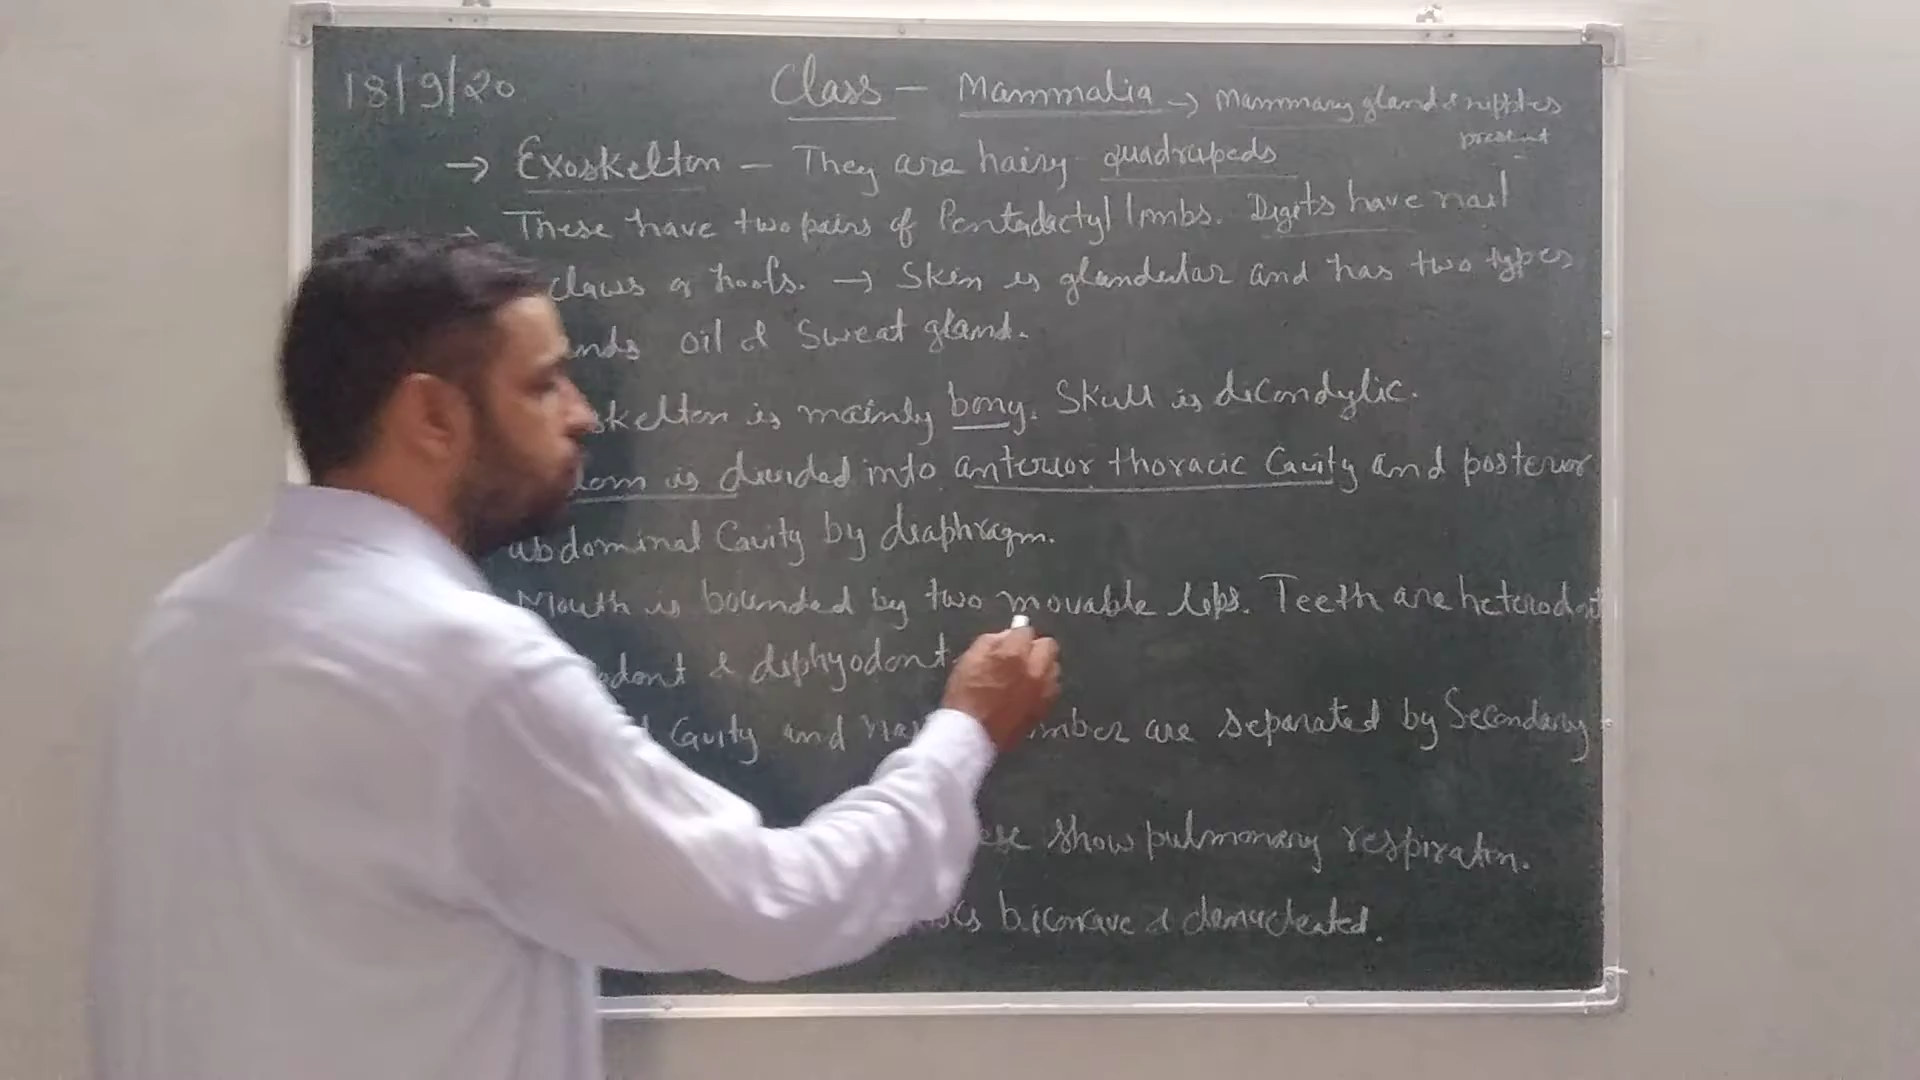 18/9/20
Class - Mammalia → Mammary gland & nipples
present
→ Exoskelton - They are hairy quadrupeds
→ These have two pairs of Pentadactyl limbs. Digits have nail
claws or hoofs. → Skin is glandular and has two types
oil & Sweat gland.
skelton is mainly bony. Skull is dicondylic.
is divided into anterior thoracic Cavity and posterior
abdominal Cavity by diaphragm.
Mouth is bounded by two movable lips. Teeth are heterodont
odont & diphyodont
Cavity and are separated by Secondary
show pulmonary respiration.
biconcave & denucleated.